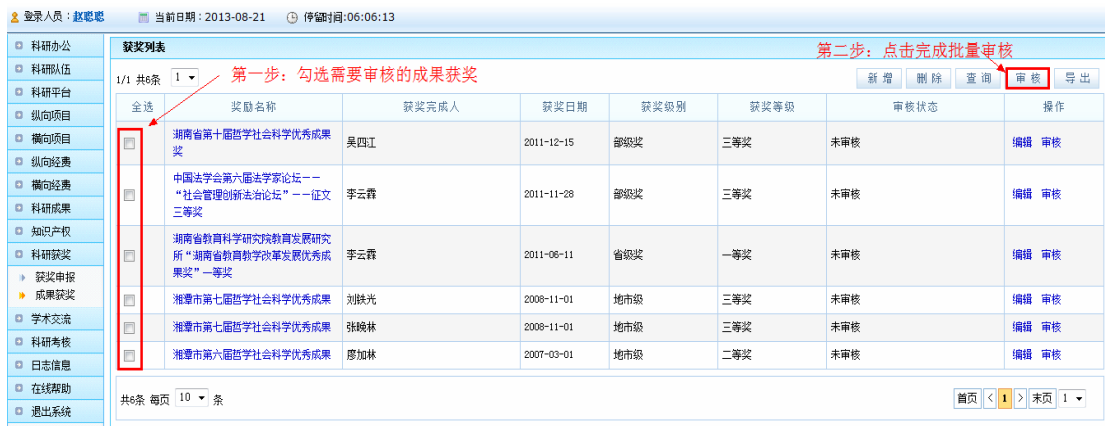 登录人员：赵聪聪 当前日期：2013-08-21 停留时间:06:06:13
科研办公
科研队伍
科研平台
纵向项目
横向项目
纵向经费
横向经费
科研成果
知识产权
科研获奖
获奖申报
成果获奖
学术交流
科研考核
日志信息
在线帮助
退出系统
获奖列表
第二步：点击完成批量审核
1/1 共6条 1
第一步：勾选需要审核的成果获奖
新增 删除 查询 审核 导出
全选 奖励名称 获奖完成人 获奖日期 获奖级别 获奖等级 审核状态 操作
湖南省第十届哲学社会科学优秀成果
奖
吴四江 2011-12-15 部级奖 三等奖 未审核 编辑 审核
中国法学会第六届法学家论坛——
“社会管理创新法治论坛”——征文
三等奖
李云霖 2011-11-28 部级奖 三等奖 未审核 编辑 审核
湖南省教育科学研究院教育发展研究
所“湖南省教育教学改革发展优秀成
果奖”一等奖
李云霖 2011-06-11 省级奖 一等奖 未审核 编辑 审核
湘潭市第七届哲学社会科学优秀成果 刘铁光 2008-11-01 地市级 三等奖 未审核 编辑 审核
湘潭市第七届哲学社会科学优秀成果 张晚林 2008-11-01 地市级 三等奖 未审核 编辑 审核
湘潭市第六届哲学社会科学优秀成果 廖加林 2007-03-01 地市级 二等奖 未审核 编辑 审核
共6条 每页 10 条
首页 < 1 > 末页 1